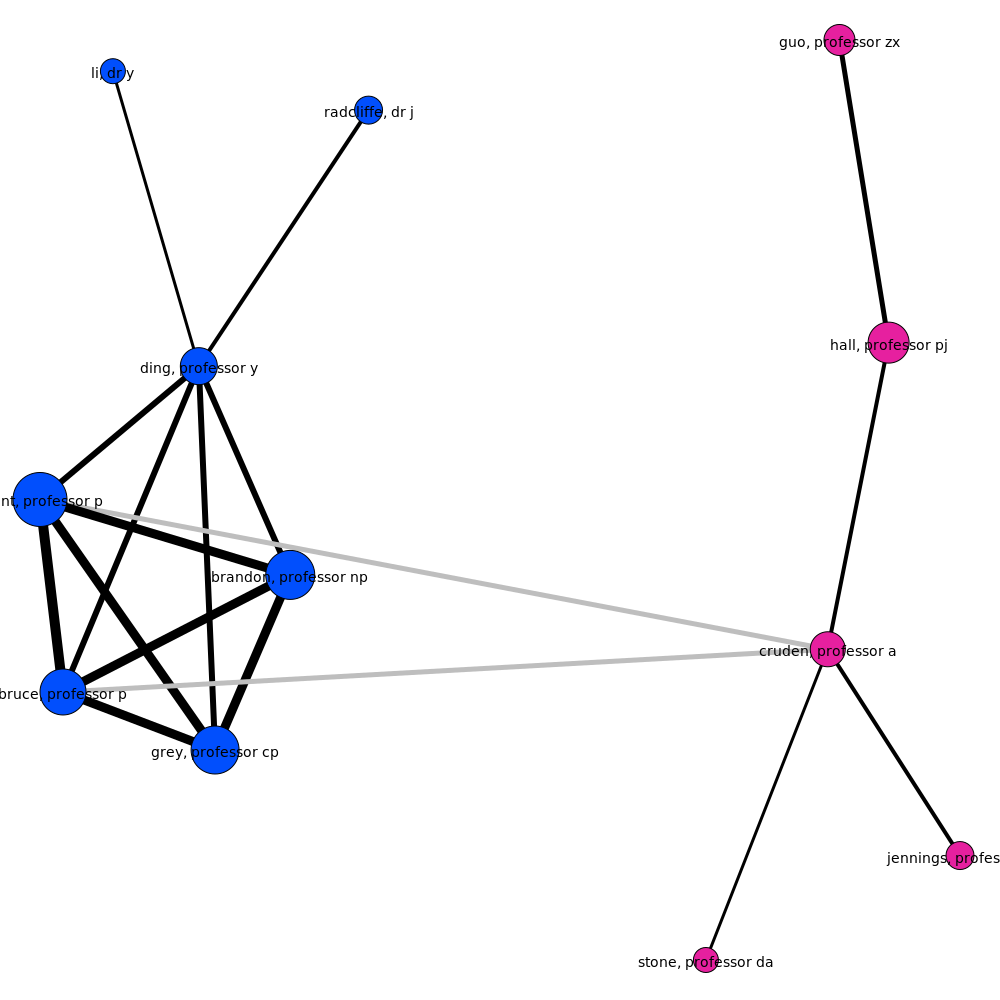 guo, professor zx
li, dr y
radcliffe, dr j
hall, professor pj
ding, professor y
nt, professor p
brandon, professor np
cruden, professor a
bruce, professor p
grey, professor cp
jennings, profes
stone, professor da